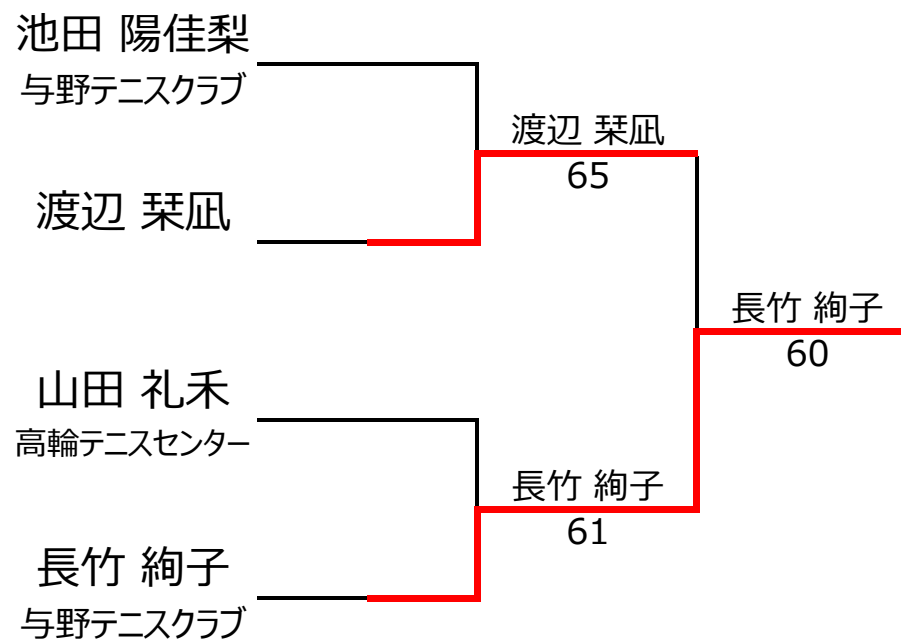 池田 陽佳梨
与野テニスクラブ
渡辺 栞凪
65
渡辺 栞凪
長竹 絢子
60
山田 礼禾
高輪テニスセンター
長竹 絢子
61
長竹 絢子
与野テニスクラブ